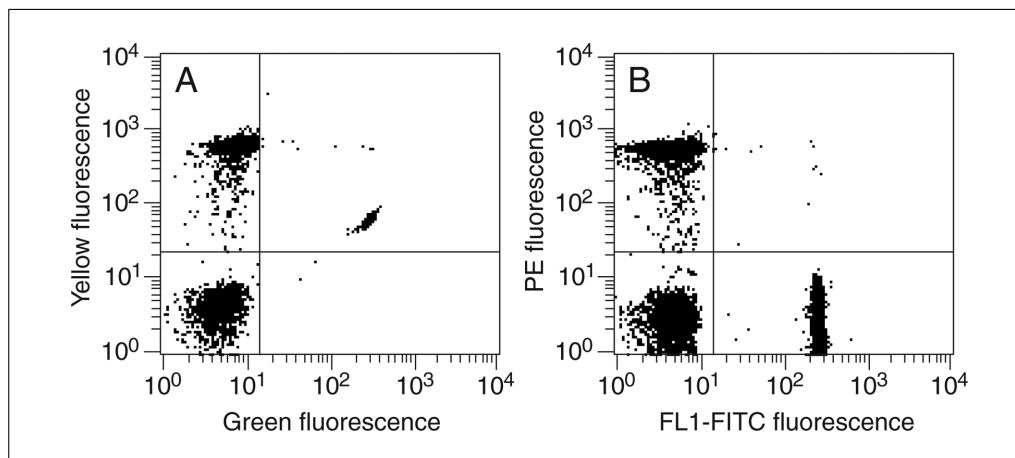 A
Yellow fluorescence
10⁴
10³
10²
10¹
10⁰
10⁰ 10¹ 10² 10³ 10⁴
Green fluorescence
B
PE fluorescence
10⁴
10³
10²
10¹
10⁰
10⁰ 10¹ 10² 10³ 10⁴
FL1-FITC fluorescence